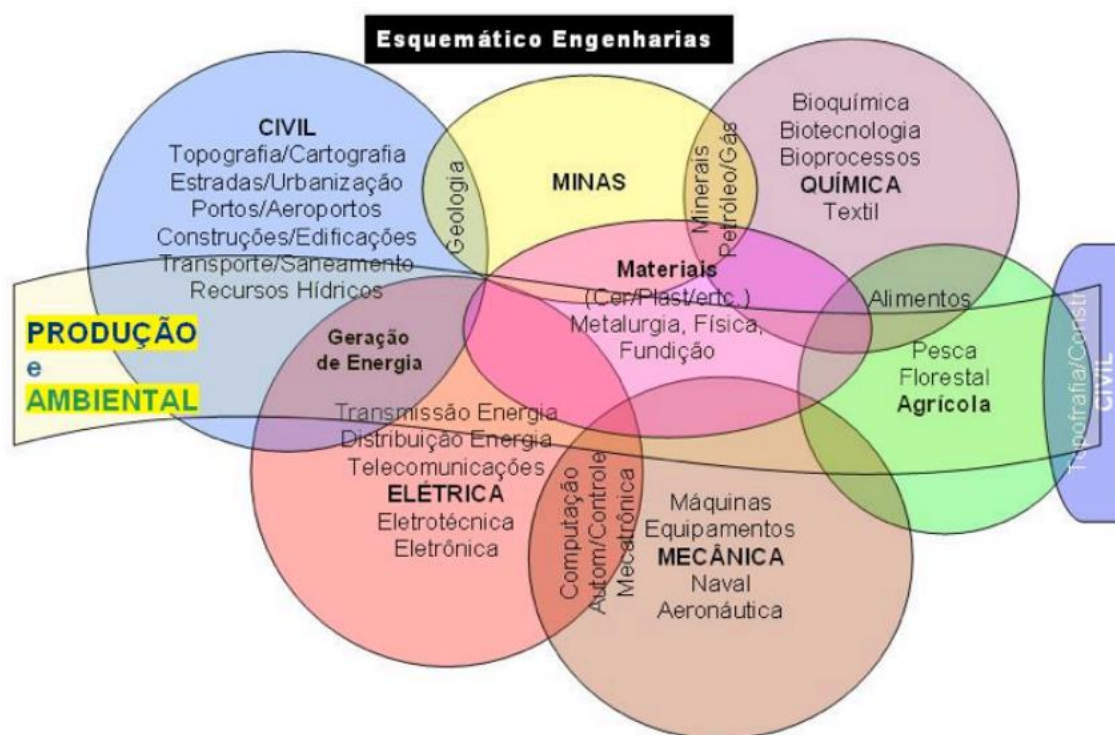 Esquemático Engenharias
CIVIL
Topografia/Cartografia
Estradas/Urbanização
Portos/Aeroportos
Construções/Edificações
Transporte/Saneamento
Recursos Hídricos
Geologia
MINAS
Minerais
Petróleo/Gás
Bioquímica
Biotecnologia
Bioprocessos
QUÍMICA
Textil
Materiais
(Cer/Plast/ertc.)
Metalurgia, Física,
Fundição
Alimentos
Pesca
Florestal
Agrícola
Topofrafia/Constr
CIVIL
PRODUÇÃO
e
AMBIENTAL
Geração
de Energia
Transmissão Energia
Distribuição Energia
Telecomunicações
ELÉTRICA
Eletrotécnica
Eletrônica
Computação
Autom/Controle
Mecatrônica
Máquinas
Equipamentos
MECÂNICA
Naval
Aeronáutica